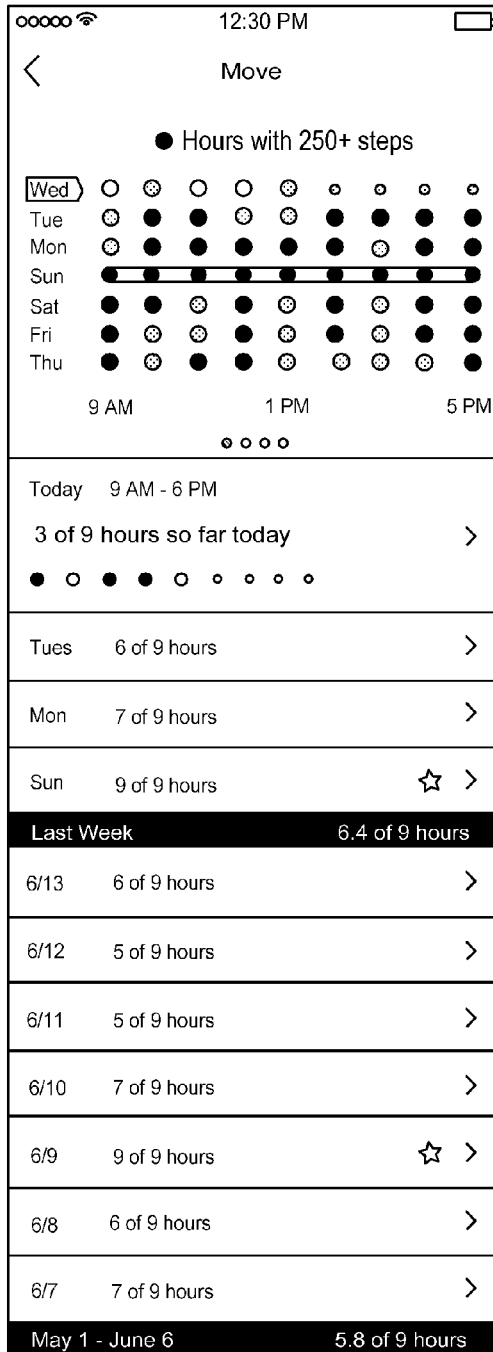 12:30 PM
Move
Hours with 250+ steps
Wed
Tue
Mon
Sun
Sat
Fri
Thu
9 AM 1 PM 5 PM
Today 9 AM - 6 PM
3 of 9 hours so far today
Tues 6 of 9 hours
Mon 7 of 9 hours
Sun 9 of 9 hours
Last Week 6.4 of 9 hours
6/13 6 of 9 hours
6/12 5 of 9 hours
6/11 5 of 9 hours
6/10 7 of 9 hours
6/9 9 of 9 hours
6/8 6 of 9 hours
6/7 7 of 9 hours
May 1 - June 6 5.8 of 9 hours